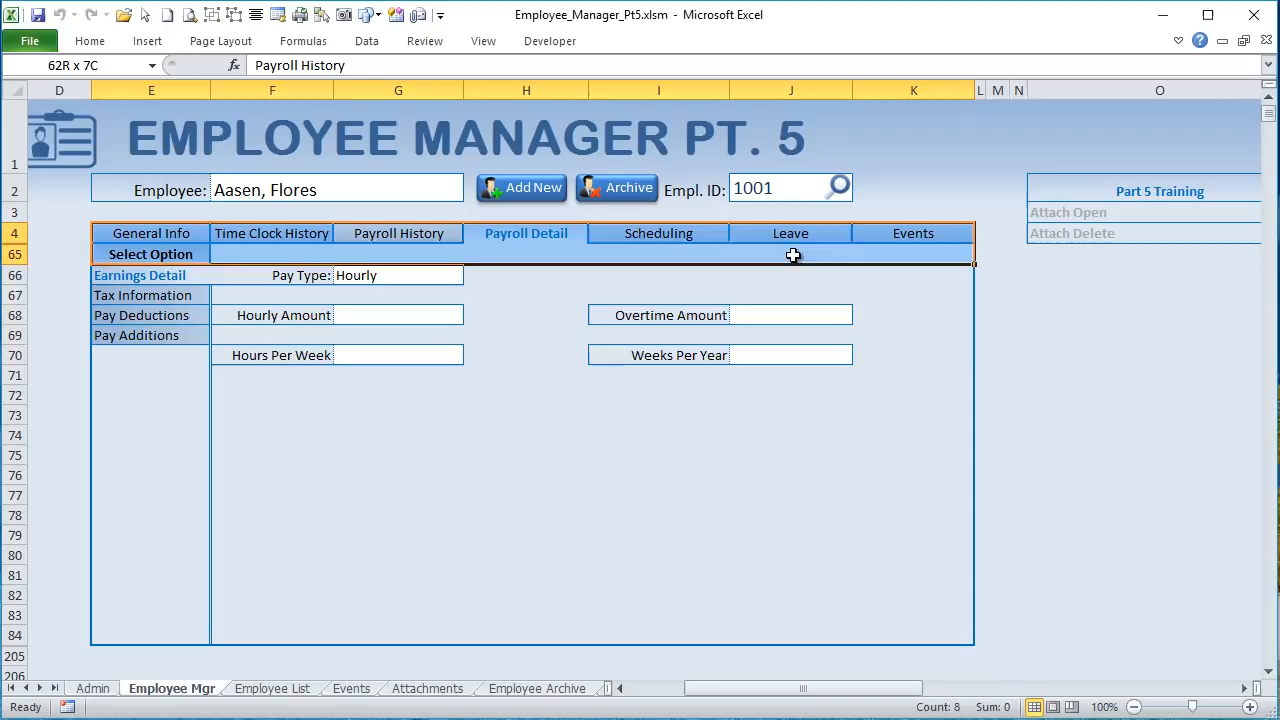 Employee_Manager_Pt5.xlsm - Microsoft Excel
File Home Insert Page Layout Formulas Data Review View Developer
62R x 7C fx Payroll History
D E F G H I J K L M N O
1 EMPLOYEE MANAGER PT. 5
2 Employee: Aasen, Flores Add New Archive Empl. ID: 1001 Part 5 Training
3 Attach Open
4 General Info Time Clock History Payroll History Payroll Detail Scheduling Leave Events Attach Delete
65 Select Option
66 Earnings Detail Pay Type: Hourly
67 Tax Information
68 Pay Deductions Hourly Amount Overtime Amount
69 Pay Additions
70 Hours Per Week Weeks Per Year
71
72
73
74
75
76
77
78
79
80
81
82
83
84
205
206
Admin Employee Mgr Employee List Events Attachments Employee Archive
Ready Count: 8 Sum: 0 100%